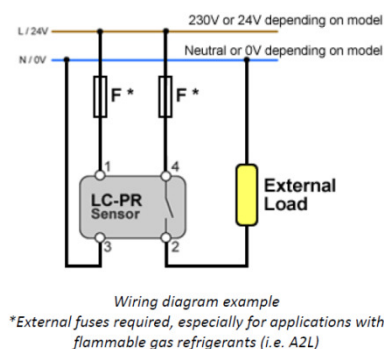 230V or 24V depending on model
L / 24V
Neutral or 0V depending on model
N / 0V
F *
F *
1
4
LC-PR
Sensor
External
Load
3
2
Wiring diagram example
*External fuses required, especially for applications with
flammable gas refrigerants (i.e. A2L)